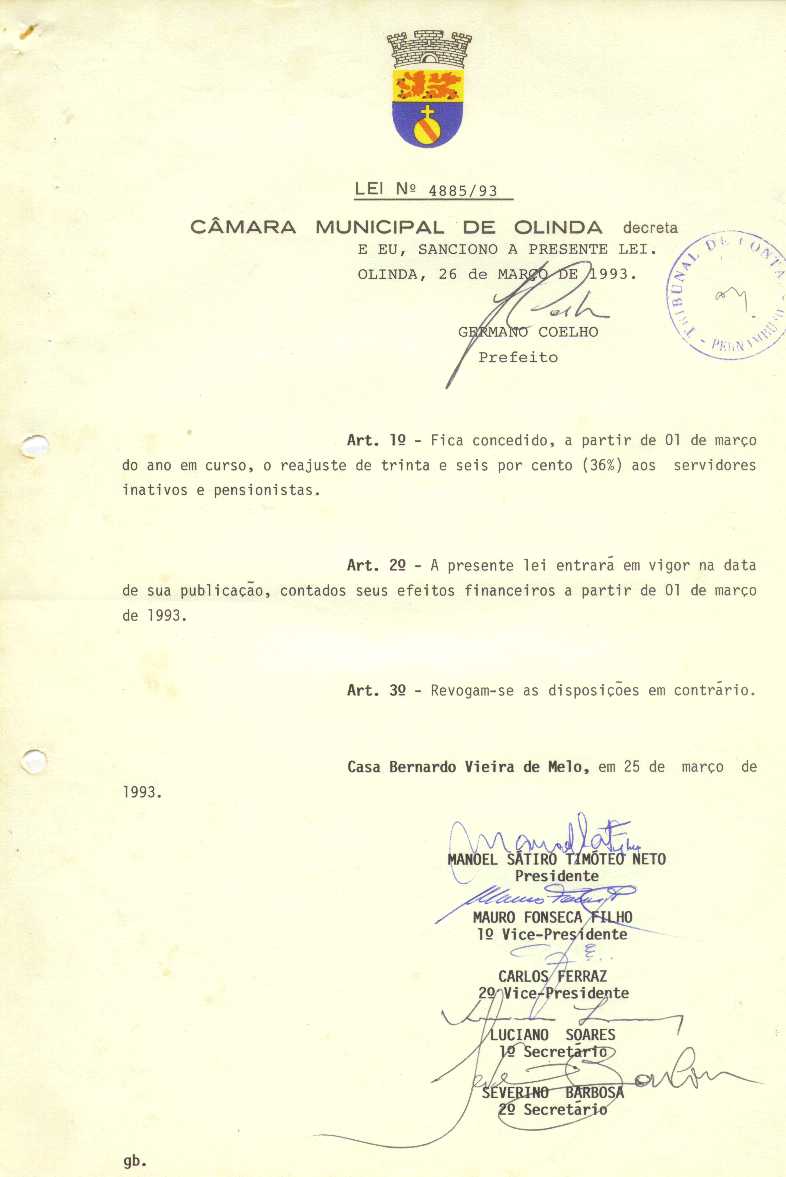 LEI Nº 4885/93
CÂMARA MUNICIPAL DE OLINDA decreta
E EU, SANCIONO A PRESENTE LEI.
OLINDA, 26 de MARÇO DE 1993.
TRIBUNAL DE CONTA
- PERNAMBUCO
GERMANO COELHO
Prefeito
Art. 1º - Fica concedido, a partir de 01 de março
do ano em curso, o reajuste de trinta e seis por cento (36%) aos servidores
inativos e pensionistas.
Art. 2º - A presente lei entrará em vigor na data
de sua publicação, contados seus efeitos financeiros a partir de 01 de março
de 1993.
Art. 3º - Revogam-se as disposições em contrário.
Casa Bernardo Vieira de Melo, em 25 de março de
1993.
MANOEL SÁTIRO TIMÓTEO NETO
Presidente
MAURO FONSECA FILHO
1º Vice-Presidente
CARLOS FERRAZ
2º Vice-Presidente
LUCIANO SOARES
1º Secretário
SEVERINO BARBOSA
2º Secretário
gb.